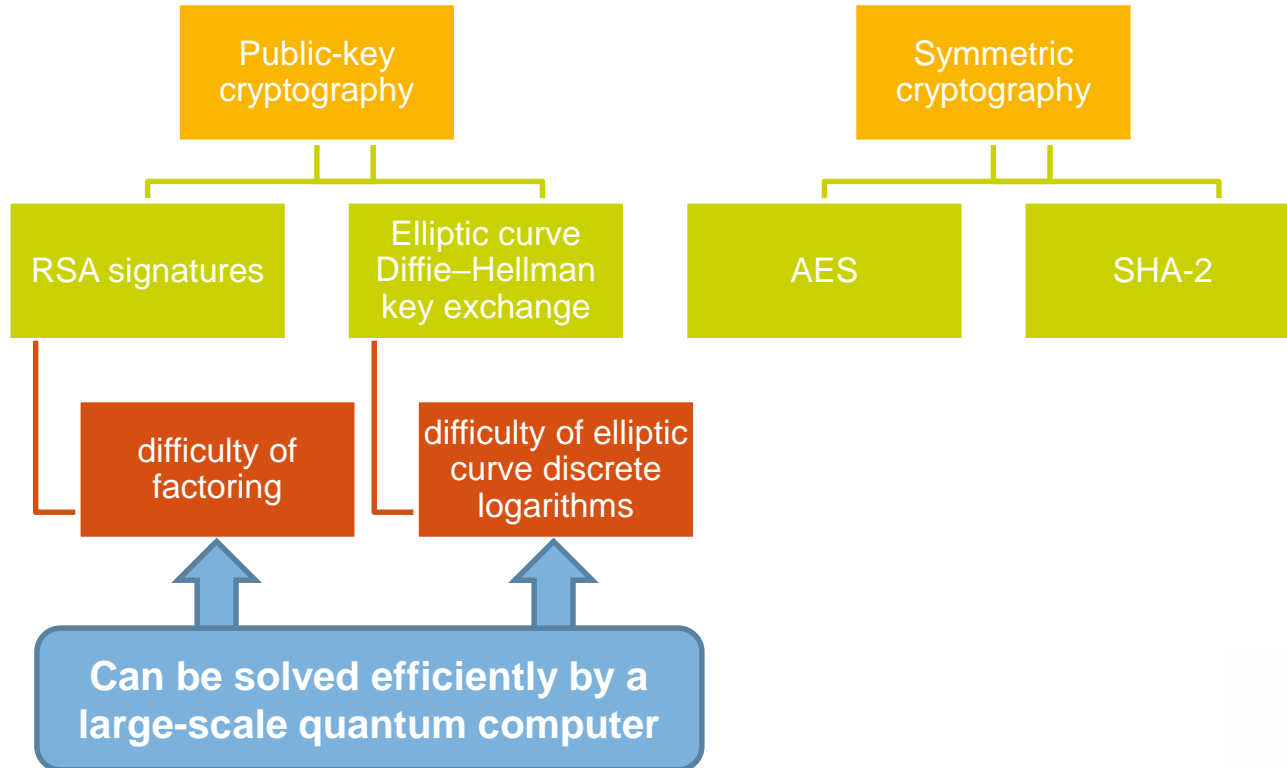 Public-key
cryptography
Symmetric
cryptography
RSA signatures
Elliptic curve
Diffie–Hellman
key exchange
AES
SHA-2
difficulty of
factoring
difficulty of elliptic
curve discrete
logarithms
Can be solved efficiently by a
large-scale quantum computer